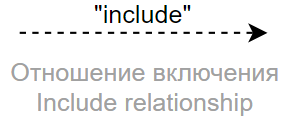 "include"
Отношение включения
Include relationship